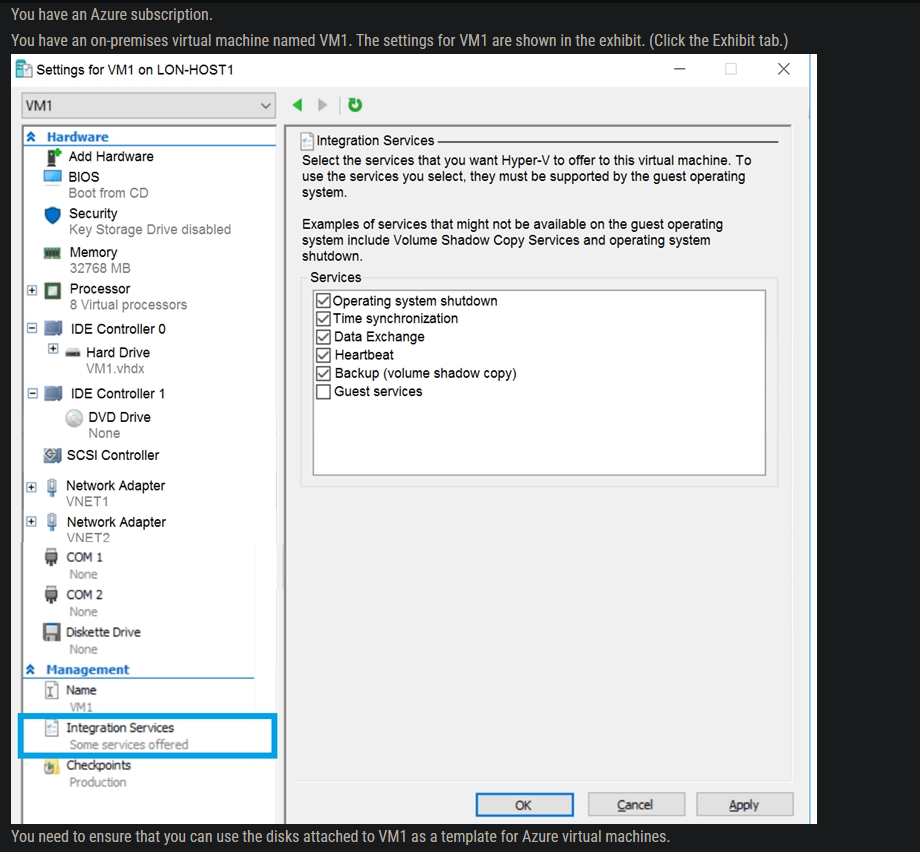 You have an Azure subscription.
You have an on-premises virtual machine named VM1. The settings for VM1 are shown in the exhibit. (Click the Exhibit tab.)
Settings for VM1 on LON-HOST1
VM1
Hardware
Add Hardware
BIOS
Boot from CD
Security
Key Storage Drive disabled
Memory
32768 MB
Processor
8 Virtual processors
IDE Controller 0
Hard Drive
VM1.vhdx
IDE Controller 1
DVD Drive
None
SCSI Controller
Network Adapter
VNET1
Network Adapter
VNET2
COM 1
None
COM 2
None
Diskette Drive
None
Management
Name
VM1
Integration Services
Some services offered
Checkpoints
Production
Integration Services
Select the services that you want Hyper-V to offer to this virtual machine. To
use the services you select, they must be supported by the guest operating
system.
Examples of services that might not be available on the guest operating
system include Volume Shadow Copy Services and operating system
shutdown.
Services
Operating system shutdown
Time synchronization
Data Exchange
Heartbeat
Backup (volume shadow copy)
Guest services
OK
Cancel
Apply
You need to ensure that you can use the disks attached to VM1 as a template for Azure virtual machines.